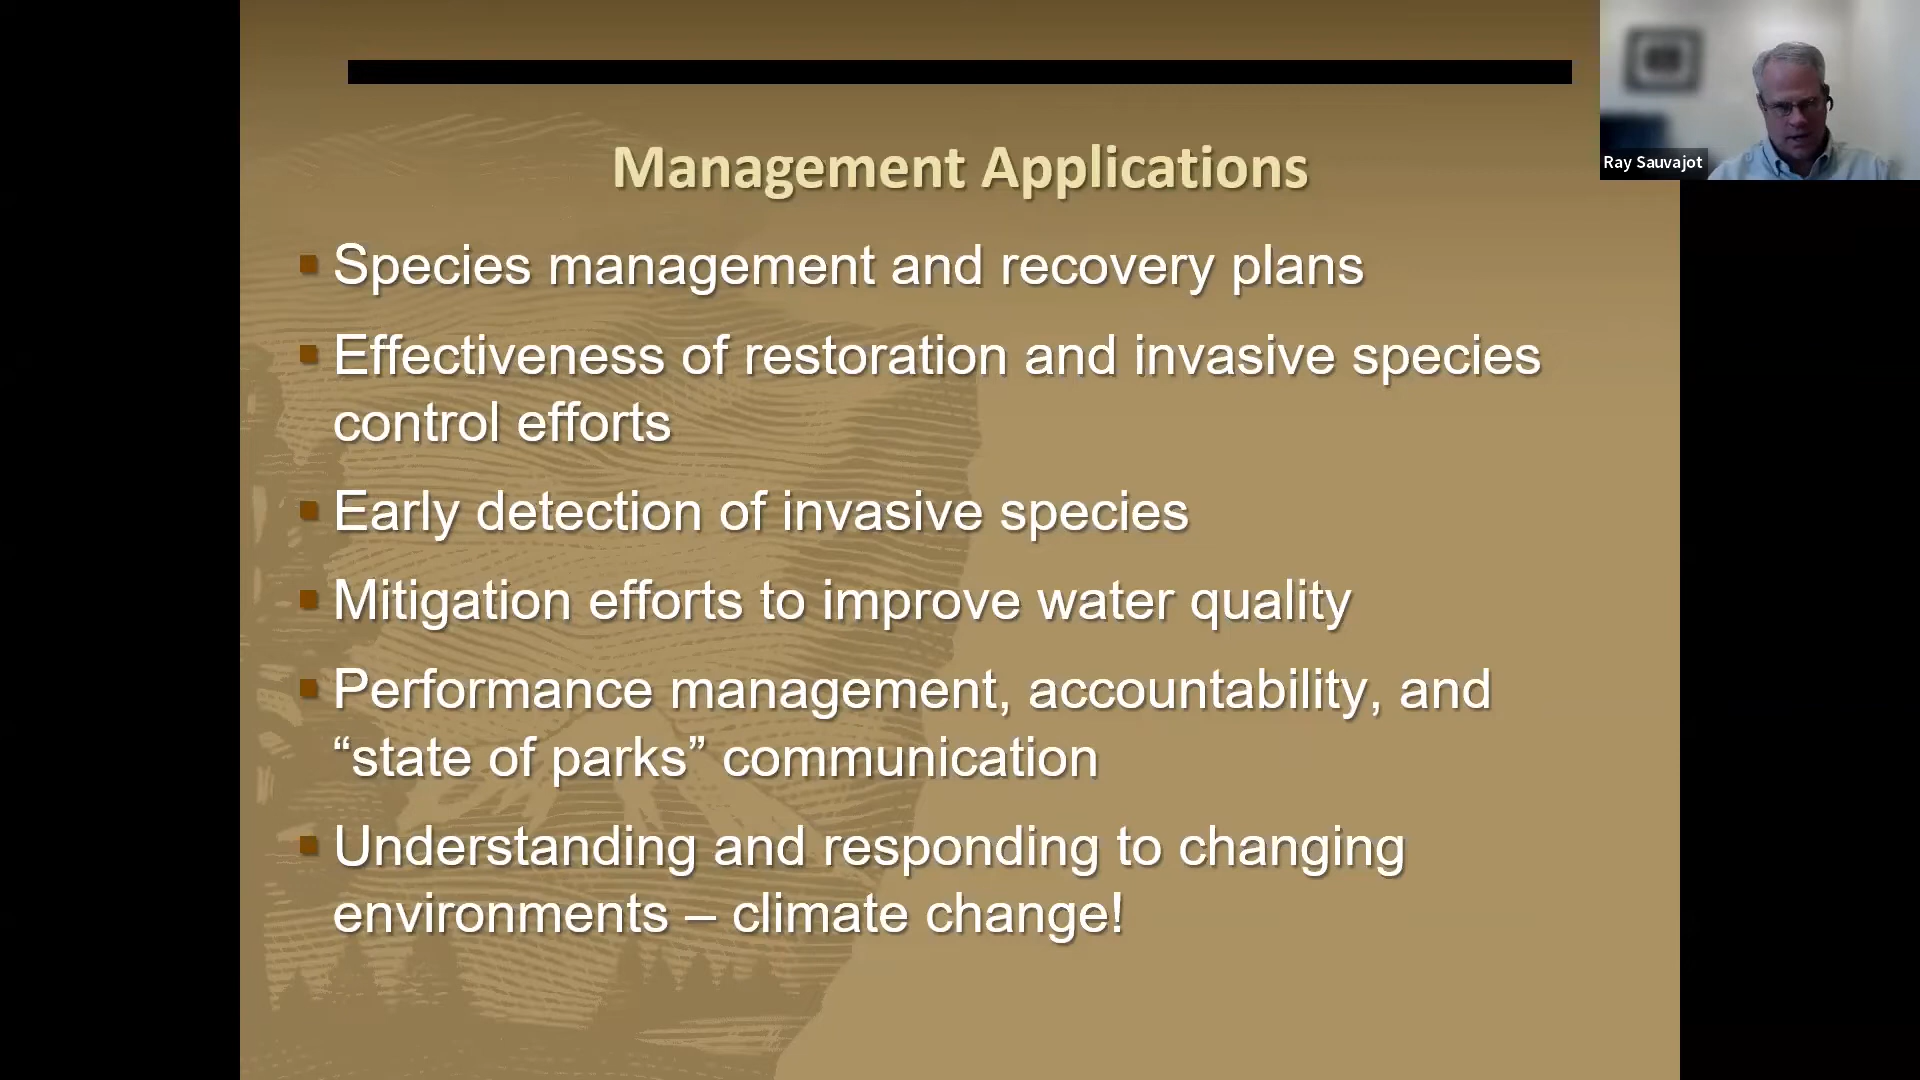 Management Applications
Species management and recovery plans
Effectiveness of restoration and invasive species
control efforts
Early detection of invasive species
Mitigation efforts to improve water quality
Performance management, accountability, and
“state of parks” communication
Understanding and responding to changing
environments – climate change!
Ray Sauvajot